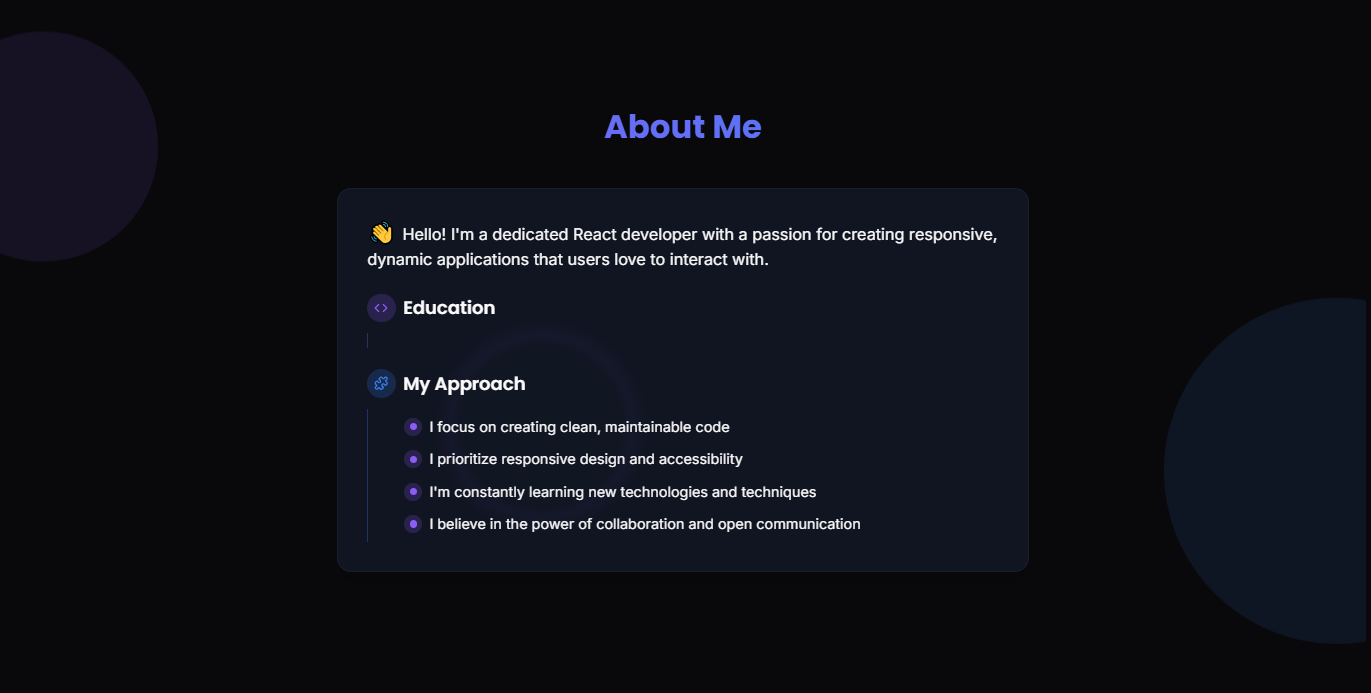 About Me
👋 Hello! I'm a dedicated React developer with a passion for creating responsive,
dynamic applications that users love to interact with.
Education
My Approach
I focus on creating clean, maintainable code
I prioritize responsive design and accessibility
I'm constantly learning new technologies and techniques
I believe in the power of collaboration and open communication